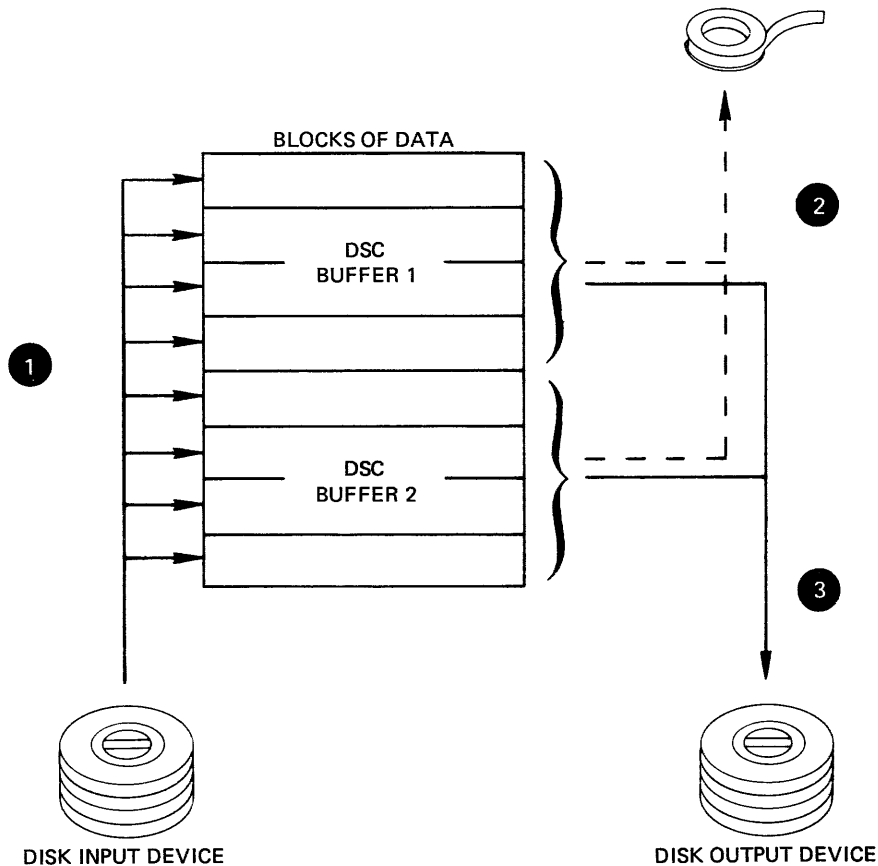 BLOCKS OF DATA
2
DSC
BUFFER 1
1
DSC
BUFFER 2
3
DISK INPUT DEVICE
DISK OUTPUT DEVICE